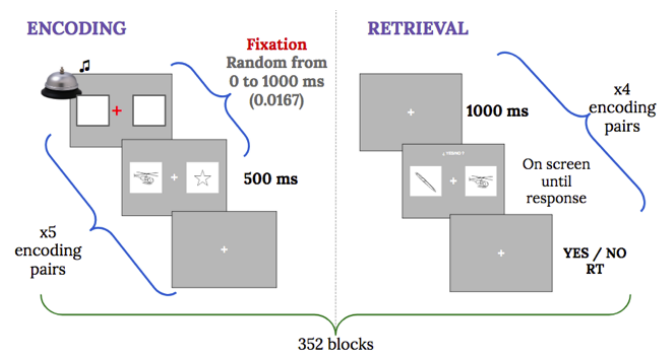 ENCODING
Fixation
Random from
0 to 1000 ms
(0.0167)
500 ms
x5
encoding
pairs
RETRIEVAL
1000 ms
x4
encoding
pairs
On screen
until
response
YES / NO
RT
352 blocks